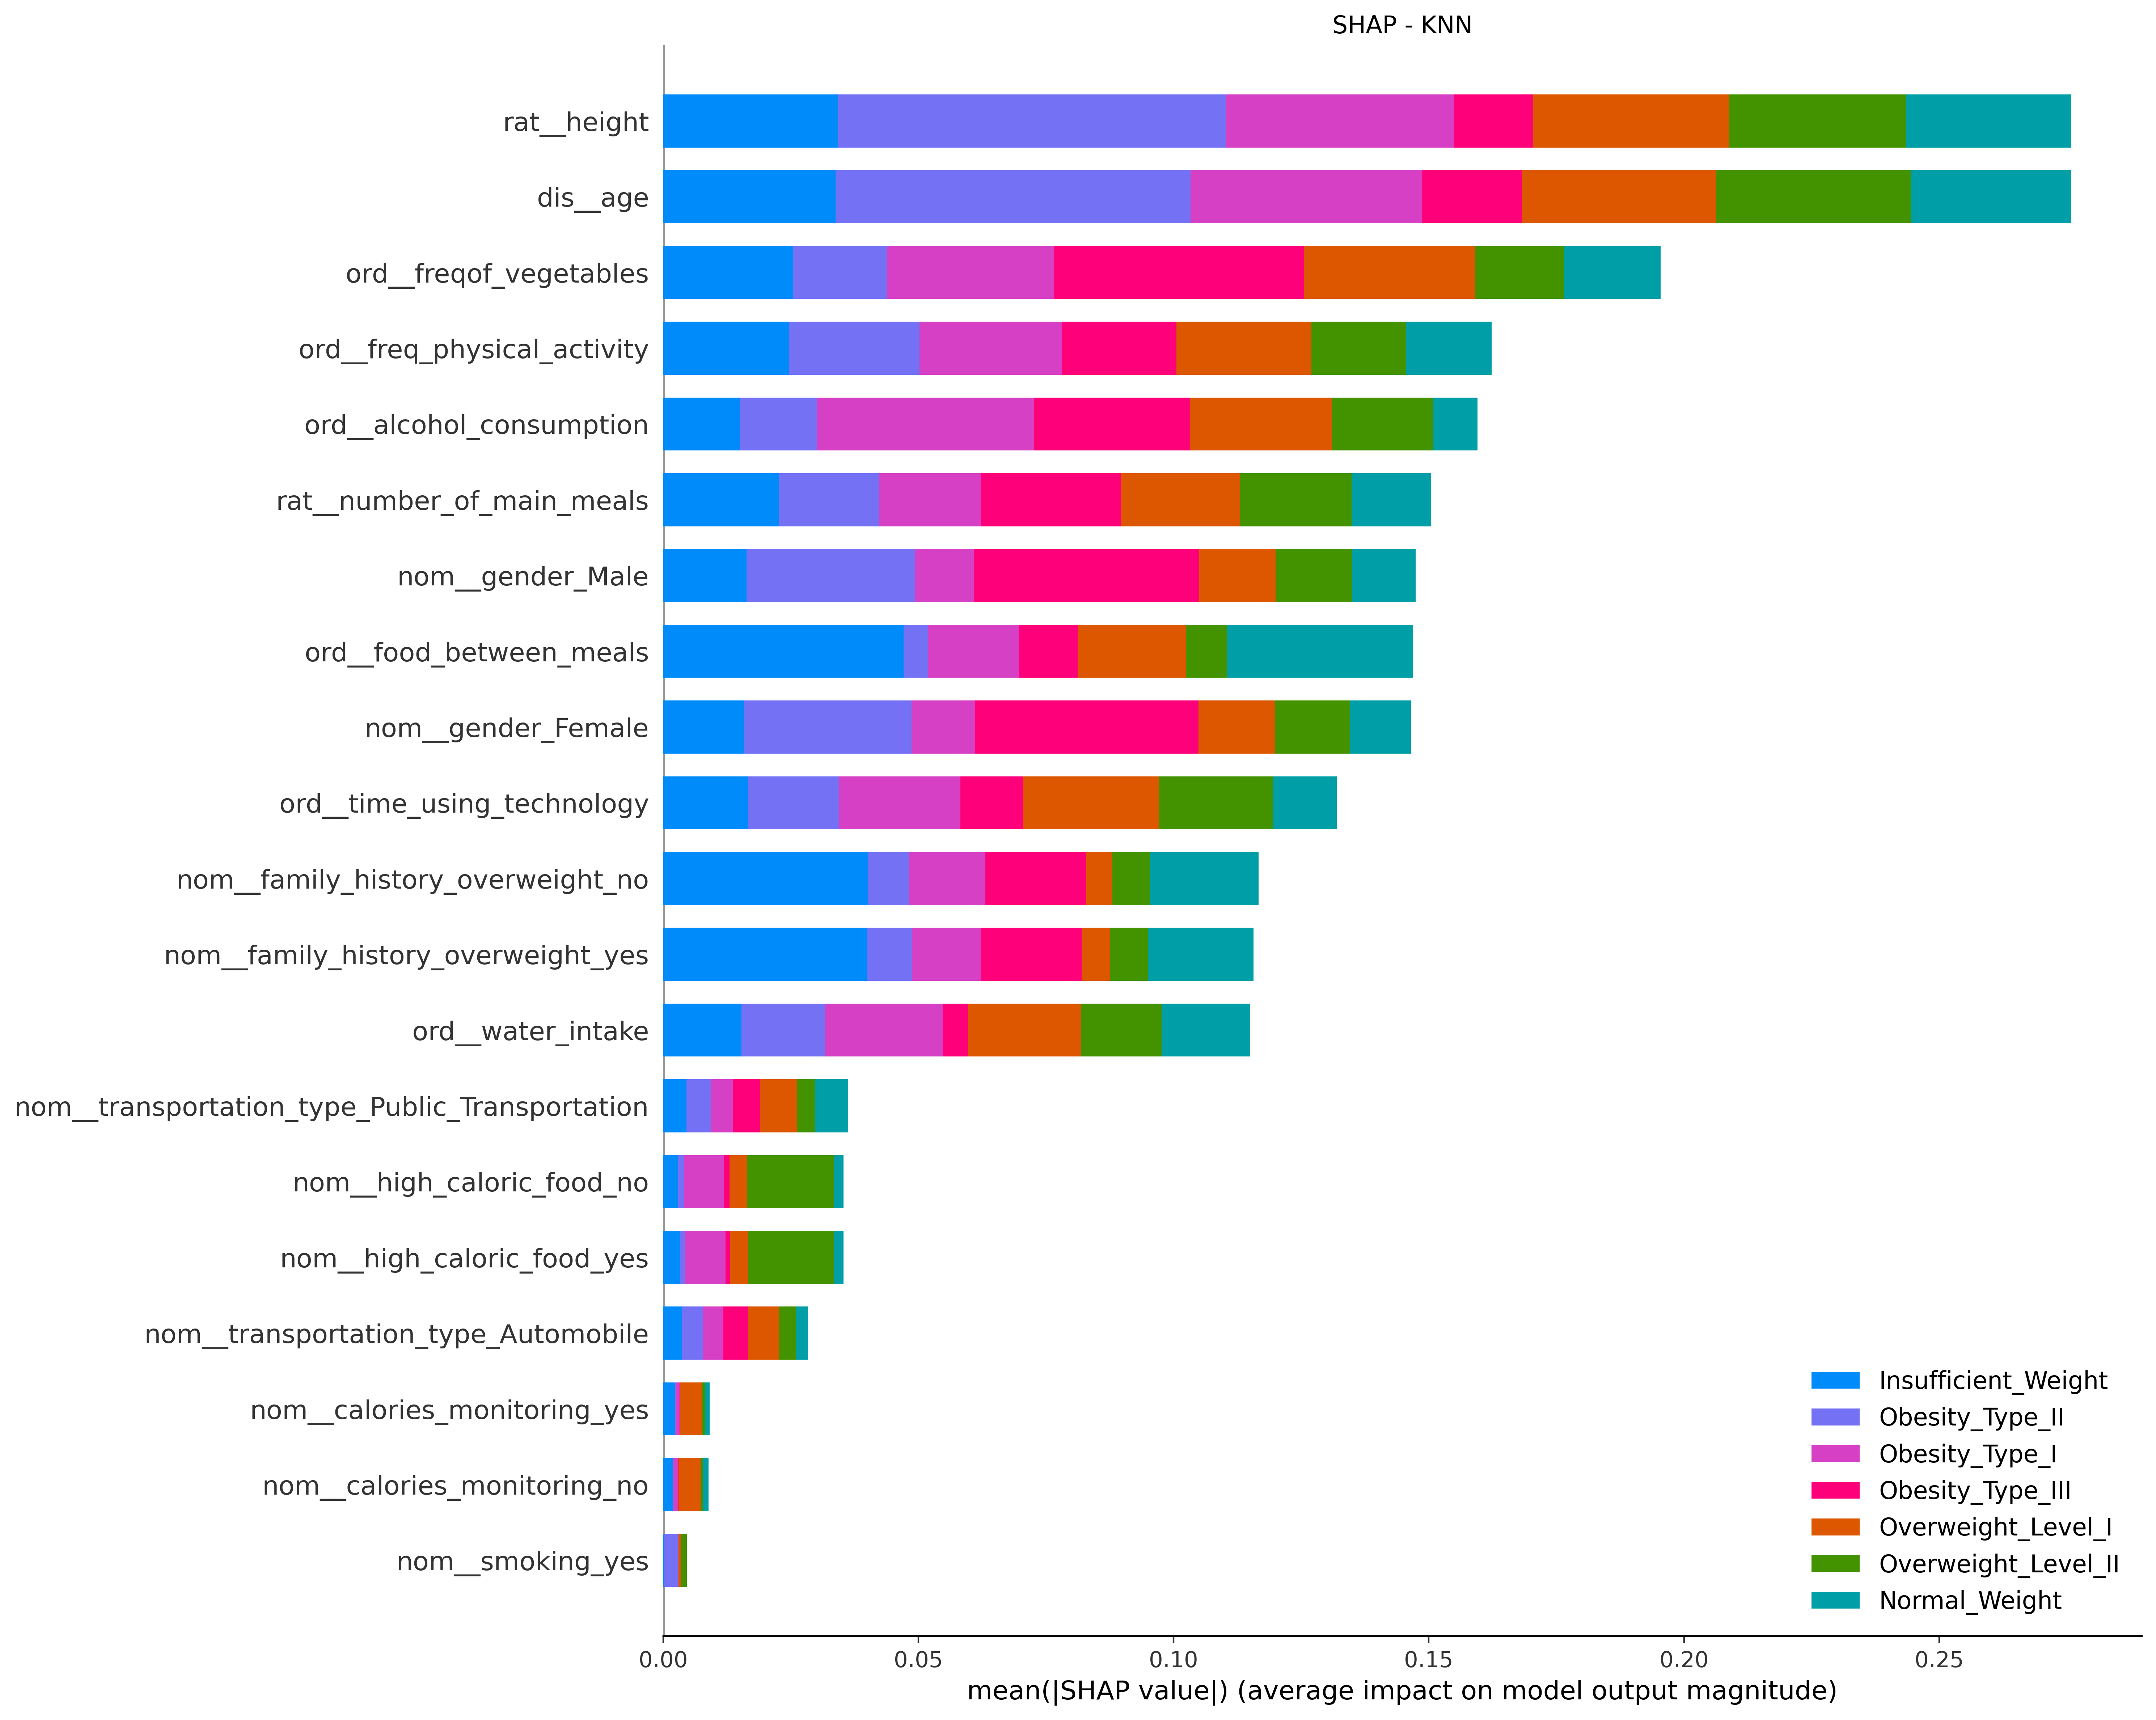 SHAP - KNN
rat__height
dis__age
ord__freqof_vegetables
ord__freq_physical_activity
ord__alcohol_consumption
rat__number_of_main_meals
nom__gender_Male
ord__food_between_meals
nom__gender_Female
ord__time_using_technology
nom__family_history_overweight_no
nom__family_history_overweight_yes
ord__water_intake
nom__transportation_type_Public_Transportation
nom__high_caloric_food_no
nom__high_caloric_food_yes
nom__transportation_type_Automobile
nom__calories_monitoring_yes
nom__calories_monitoring_no
nom__smoking_yes
Insufficient_Weight
Obesity_Type_II
Obesity_Type_I
Obesity_Type_III
Overweight_Level_I
Overweight_Level_II
Normal_Weight
0.00 0.05 0.10 0.15 0.20 0.25
mean(|SHAP value|) (average impact on model output magnitude)